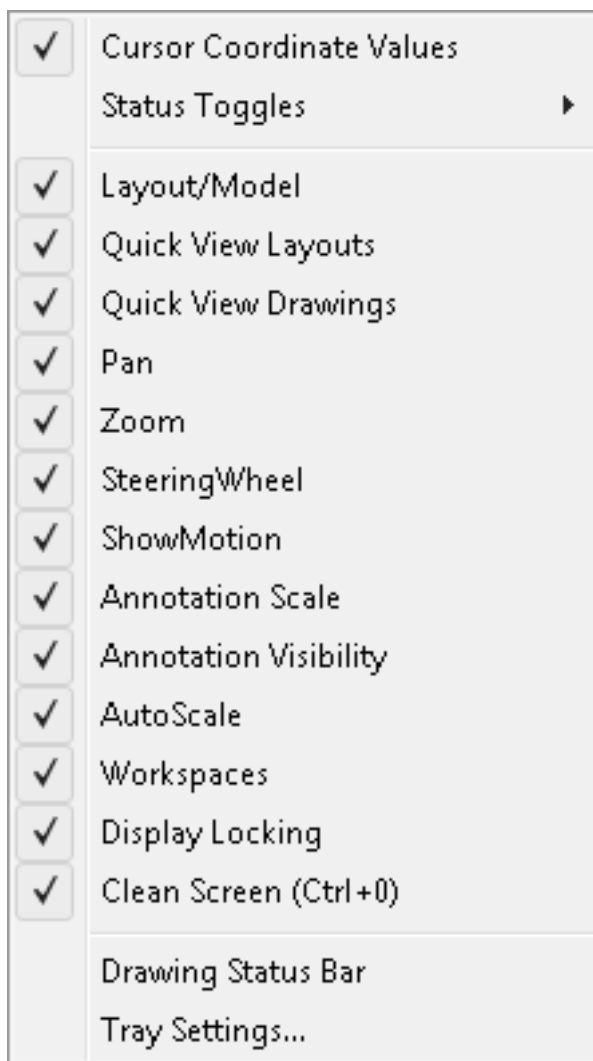 Cursor Coordinate Values
Status Toggles
Layout/Model
Quick View Layouts
Quick View Drawings
Pan
Zoom
SteeringWheel
ShowMotion
Annotation Scale
Annotation Visibility
AutoScale
Workspaces
Display Locking
Clean Screen (Ctrl+0)
Drawing Status Bar
Tray Settings...